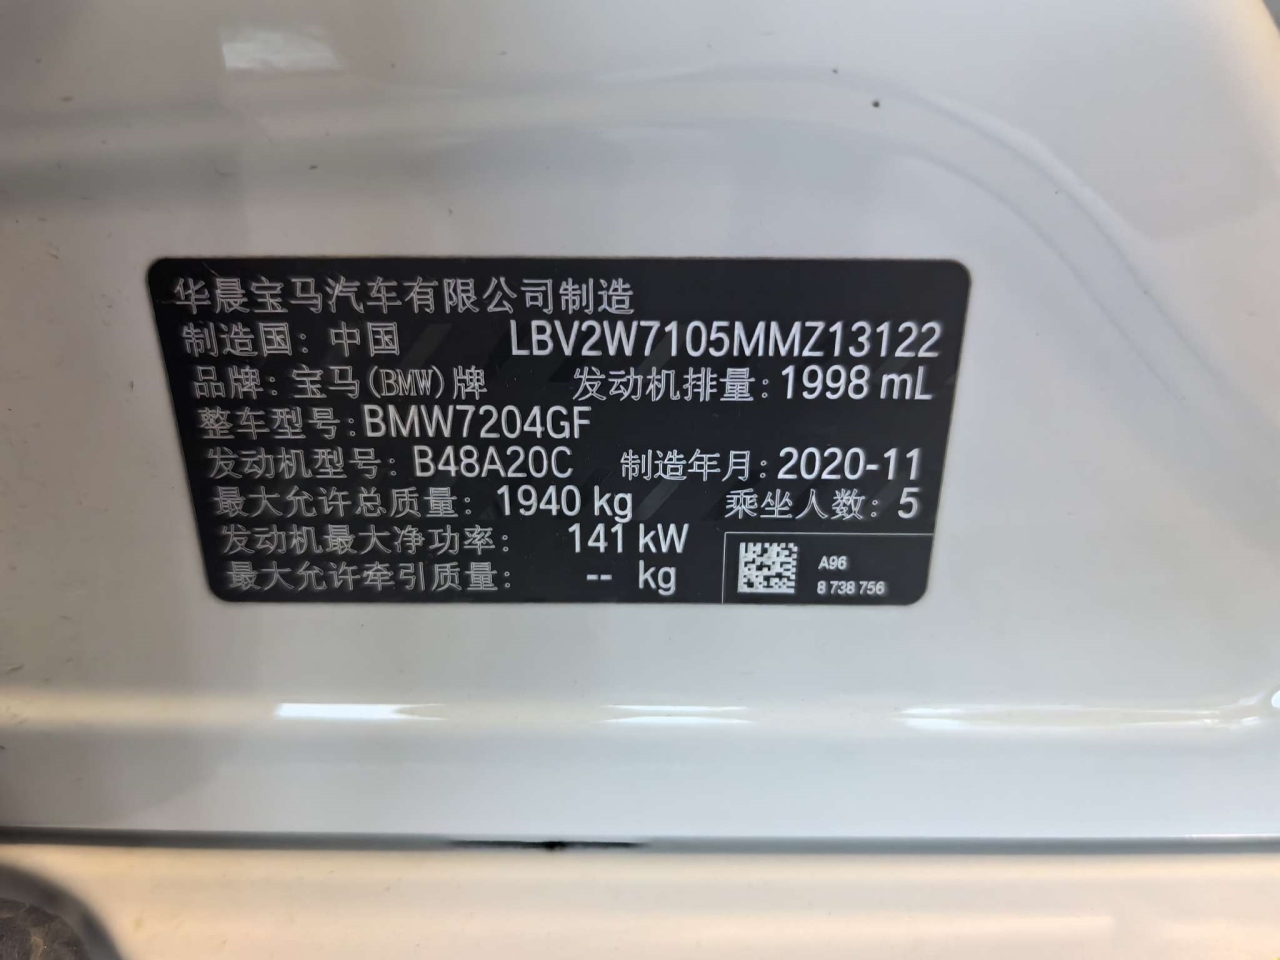 华晨宝马汽车有限公司制造
制造国：中国 LBV2W7105MMZ13122
品牌：宝马(BMW)牌 发动机排量：1998 mL
整车型号：BMW7204GF
发动机型号：B48A20C 制造年月：2020-11
最大允许总质量：1940 kg 乘坐人数：5
发动机最大净功率： 141 kW
最大允许牵引质量： -- kg
A96
8 738 756